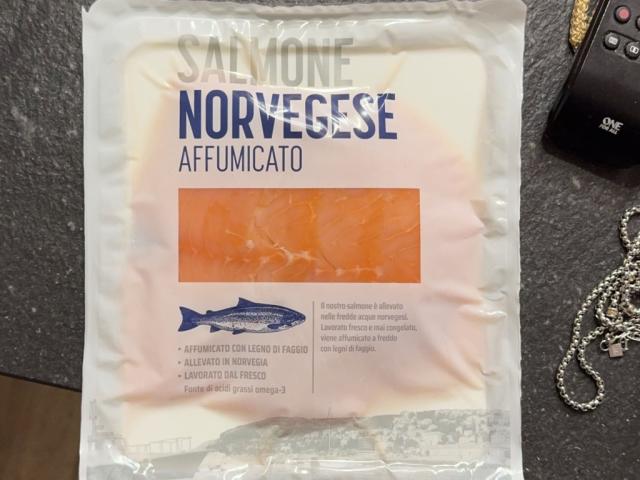 SALMONE
NORVEGESE
AFFUMICATO
• AFFUMICATO CON LEGNO DI FAGGIO
• ALLEVATO IN NORVEGIA
• LAVORATO DAL FRESCO
Fonte di acidi grassi omega-3
Il nostro salmone è allevato
nelle fredde acque norvegesi.
Lavorato fresco e mai congelato,
viene affumicato a freddo
con legni di faggio.
ONE
FOR ALL